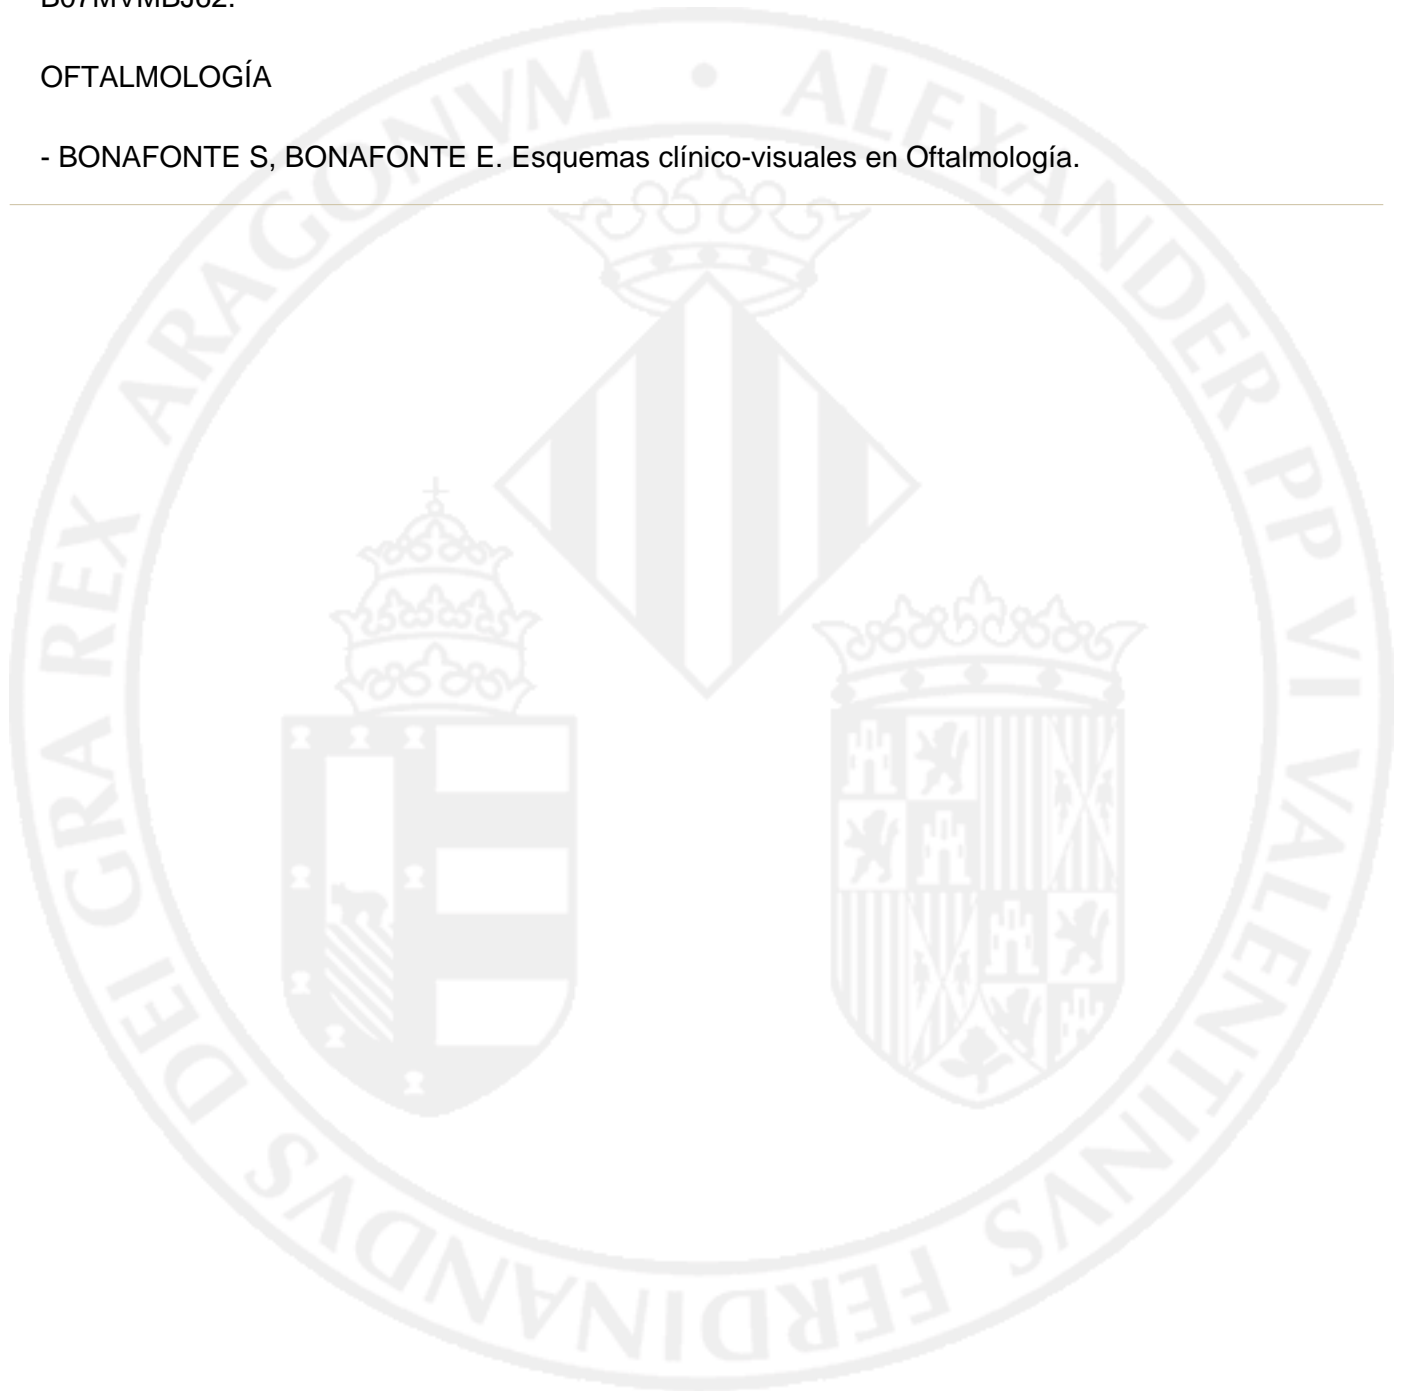 OFTALMOLOGÍA
- BONAFONTE S, BONAFONTE E. Esquemas clínico-visuales en Oftalmología.
ALEXANDER PP VI VALENTINVS FERDINANDVS DEI GRA REX ARAGONVM •